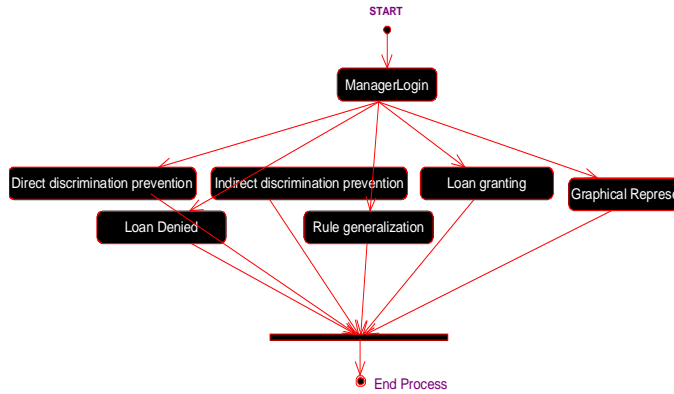 START
ManagerLogin
Direct discrimination prevention
Indirect discrimination prevention
Loan granting
Graphical Represe
Loan Denied
Rule generalization
End Process